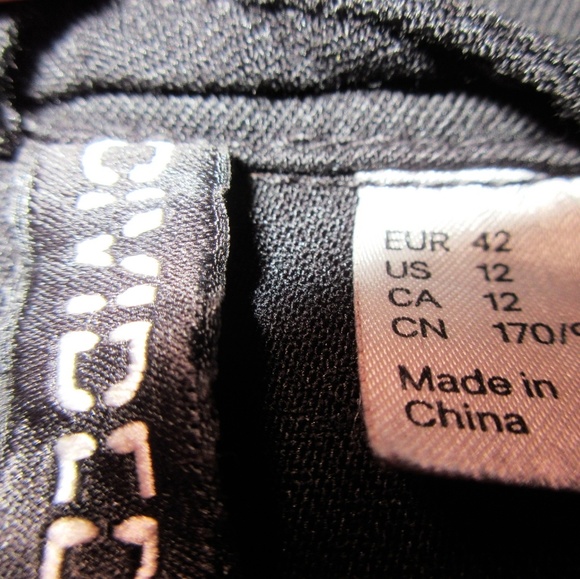 EUR 42
US 12
CA 12
CN 170/
Made in
China